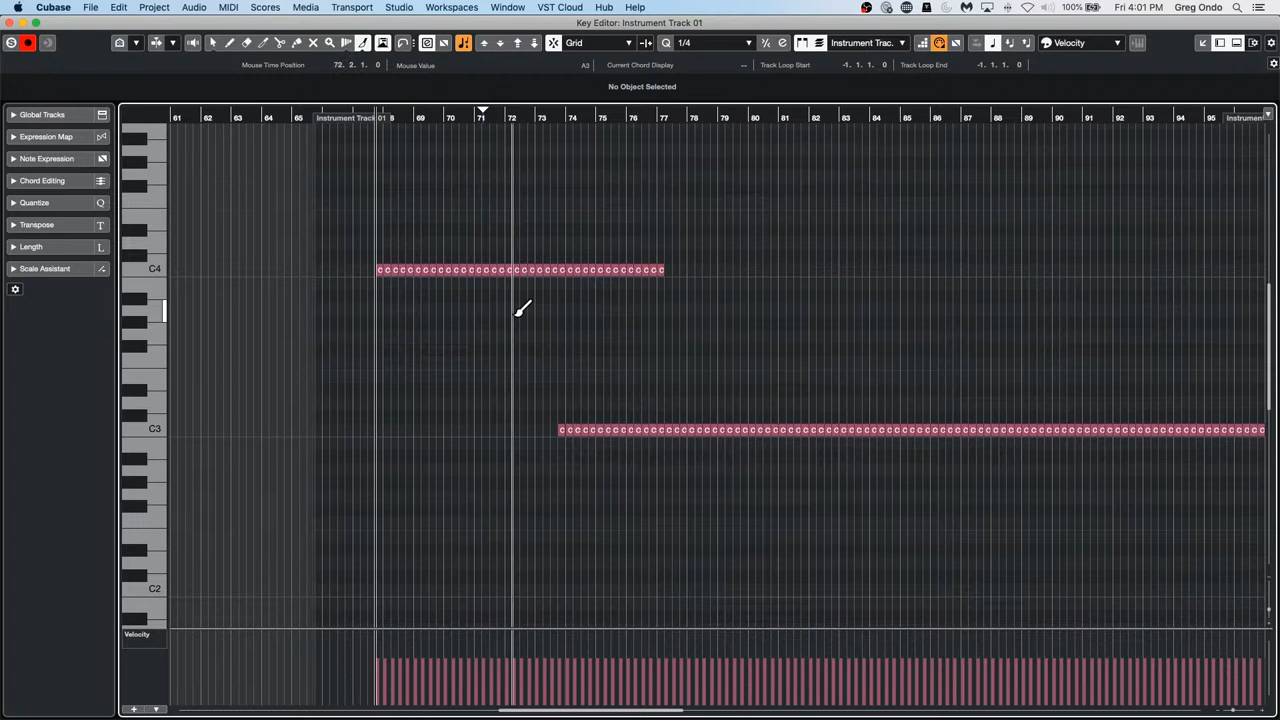 Cubase File Edit Project Audio MIDI Scores Media Transport Studio Workspaces Window VST Cloud Hub Help 100% Fri 4:01 PM Greg Ondo
Key Editor: Instrument Track 01
Grid Q 1/4 Instrument Trac. Velocity
Mouse Time Position 72. 2. 1. 0 Mouse Value A3 Current Chord Display -- Track Loop Start -1. 1. 1. 0 Track Loop End -1. 1. 1. 0
No Object Selected
Global Tracks
Expression Map
Note Expression
Chord Editing
Quantize Q
Transpose T
Length L
Scale Assistant
61 62 63 64 65 Instrument Track 01 8 69 70 71 72 73 74 75 76 77 78 79 80 81 82 83 84 85 86 87 88 89 90 91 92 93 94 95 Instrumen
C4 C C C C C C C C C C C C C C C C C C C C C C C C C C C C C C C C C C C C C C
C3 C C C C C C C C C C C C C C C C C C C C C C C C C C C C C C C C C C C C C C C C C C C C C C C C C C C C C C C C C C C C C C C C C C C C C C C C C C C C C C C C C C C C C C C C C C C C C
C2
Velocity